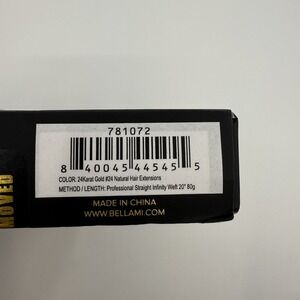 781072
8 40045 44545 5
COLOR: 24Karat Gold #24 Natural Hair Extensions
METHOD / LENGTH: Professional Straight Infinity Weft 20" 80g
MADE IN CHINA
WWW.BELLAMI.COM
MOVED